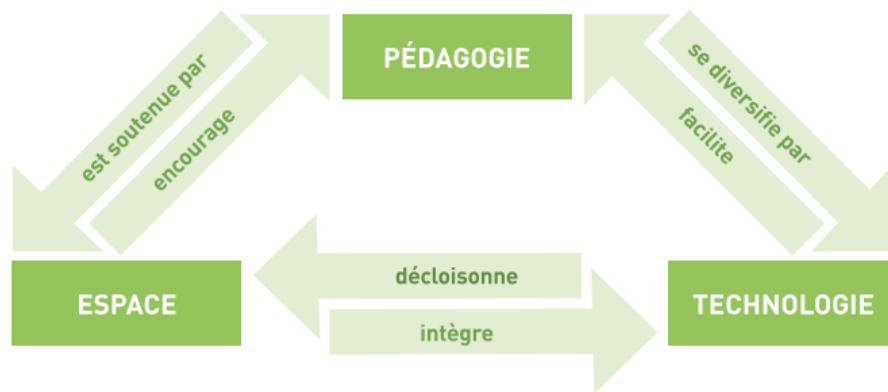 PÉDAGOGIE
est soutenue par
encourage
se diversifie par
facilite
ESPACE
décloisonne
intègre
TECHNOLOGIE